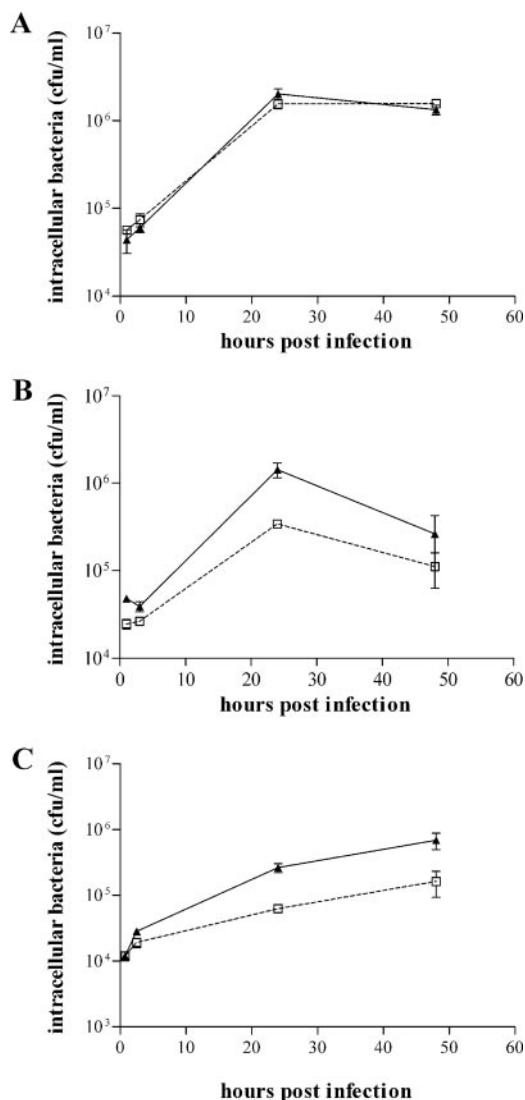 A
intracellular bacteria (cfu/ml)
10⁷
10⁶
10⁵
10⁴
0 10 20 30 40 50 60
hours post infection
B
intracellular bacteria (cfu/ml)
10⁷
10⁶
10⁵
10⁴
0 10 20 30 40 50 60
hours post infection
C
intracellular bacteria (cfu/ml)
10⁷
10⁶
10⁵
10⁴
10³
0 10 20 30 40 50 60
hours post infection